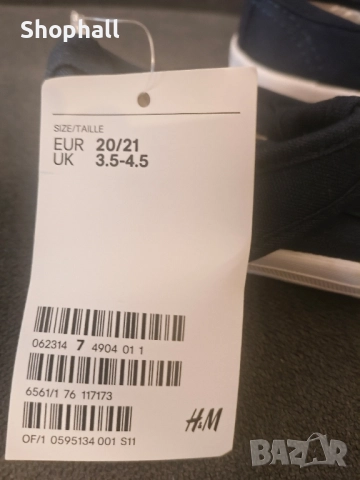 Shophall
SIZE/TAILLE
EUR 20/21
UK 3.5-4.5
062314 7 4904 01 1
6561/1 76 117173
H&M
OF/1 0595134 001 S11
BAZAR